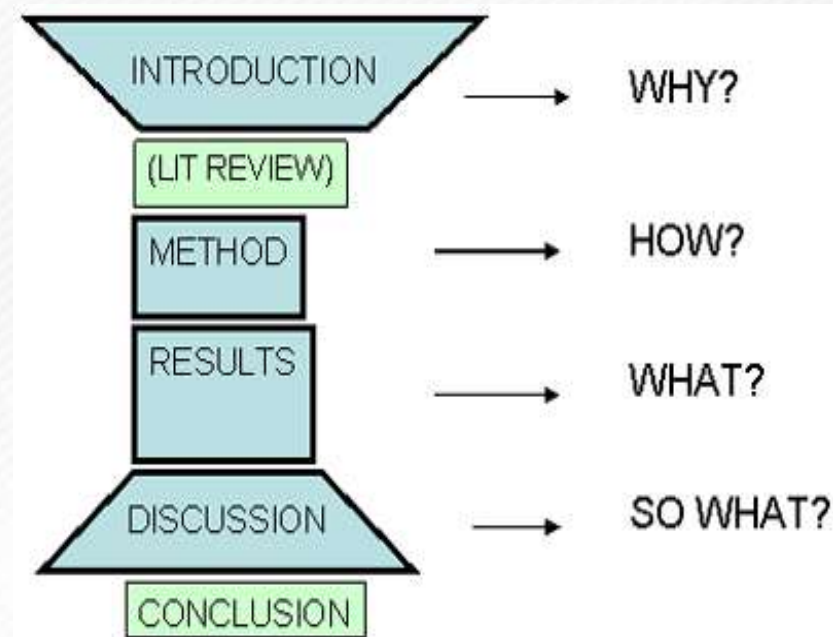 INTRODUCTION
WHY?
(LIT REVIEW)
METHOD
HOW?
RESULTS
WHAT?
DISCUSSION
SO WHAT?
CONCLUSION